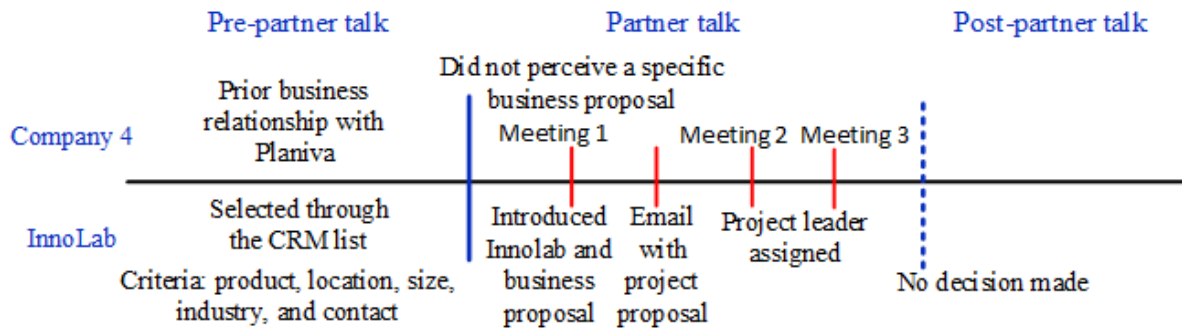 Pre-partner talk
Partner talk
Post-partner talk
Company 4
Prior business
relationship with
Planiva
Did not perceive a specific
business proposal
Meeting 1
Meeting 2
Meeting 3
InnoLab
Selected through
the CRM list
Criteria: product, location, size,
industry, and contact
Introduced
Innolab and
business
proposal
Email
with
project
proposal
Project leader
assigned
No decision made